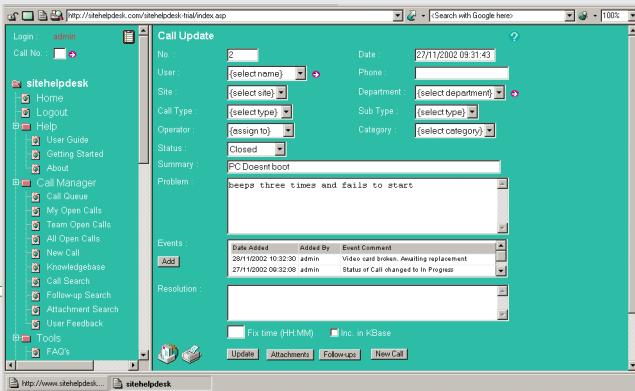 http://sitehelpdesk.com/sitehelpdesk-trial/index.asp <Search with Google here> 100%
Login : admin
Call No. :
sitehelpdesk
Home
Logout
Help
User Guide
Getting Started
About
Call Manager
Call Queue
My Open Calls
Team Open Calls
All Open Calls
New Call
Knowledgebase
Call Search
Follow-up Search
Attachment Search
User Feedback
Tools
FAQ's
Call Update ?
No. : 2 Date : 27/11/2002 09:31:43
User : {select name} Phone :
Site : {select site} Department : {select department}
Call Type : {select type} Sub Type : {select type}
Operator : {assign to} Category : {select category}
Status : Closed
Summary : PC Doesnt boot
Problem : beeps three times and fails to start
Events : Date Added Added By Event Comment
28/11/2002 10:32:30 admin Video card broken. Awaiting replacement
Add 27/11/2002 09:32:08 admin Status of Call changed to In Progress
Resolution :
Fix time (HH:MM) Inc. in KBase
Update Attachments Follow-ups New Call
http://www.sitehelpdesk.... sitehelpdesk